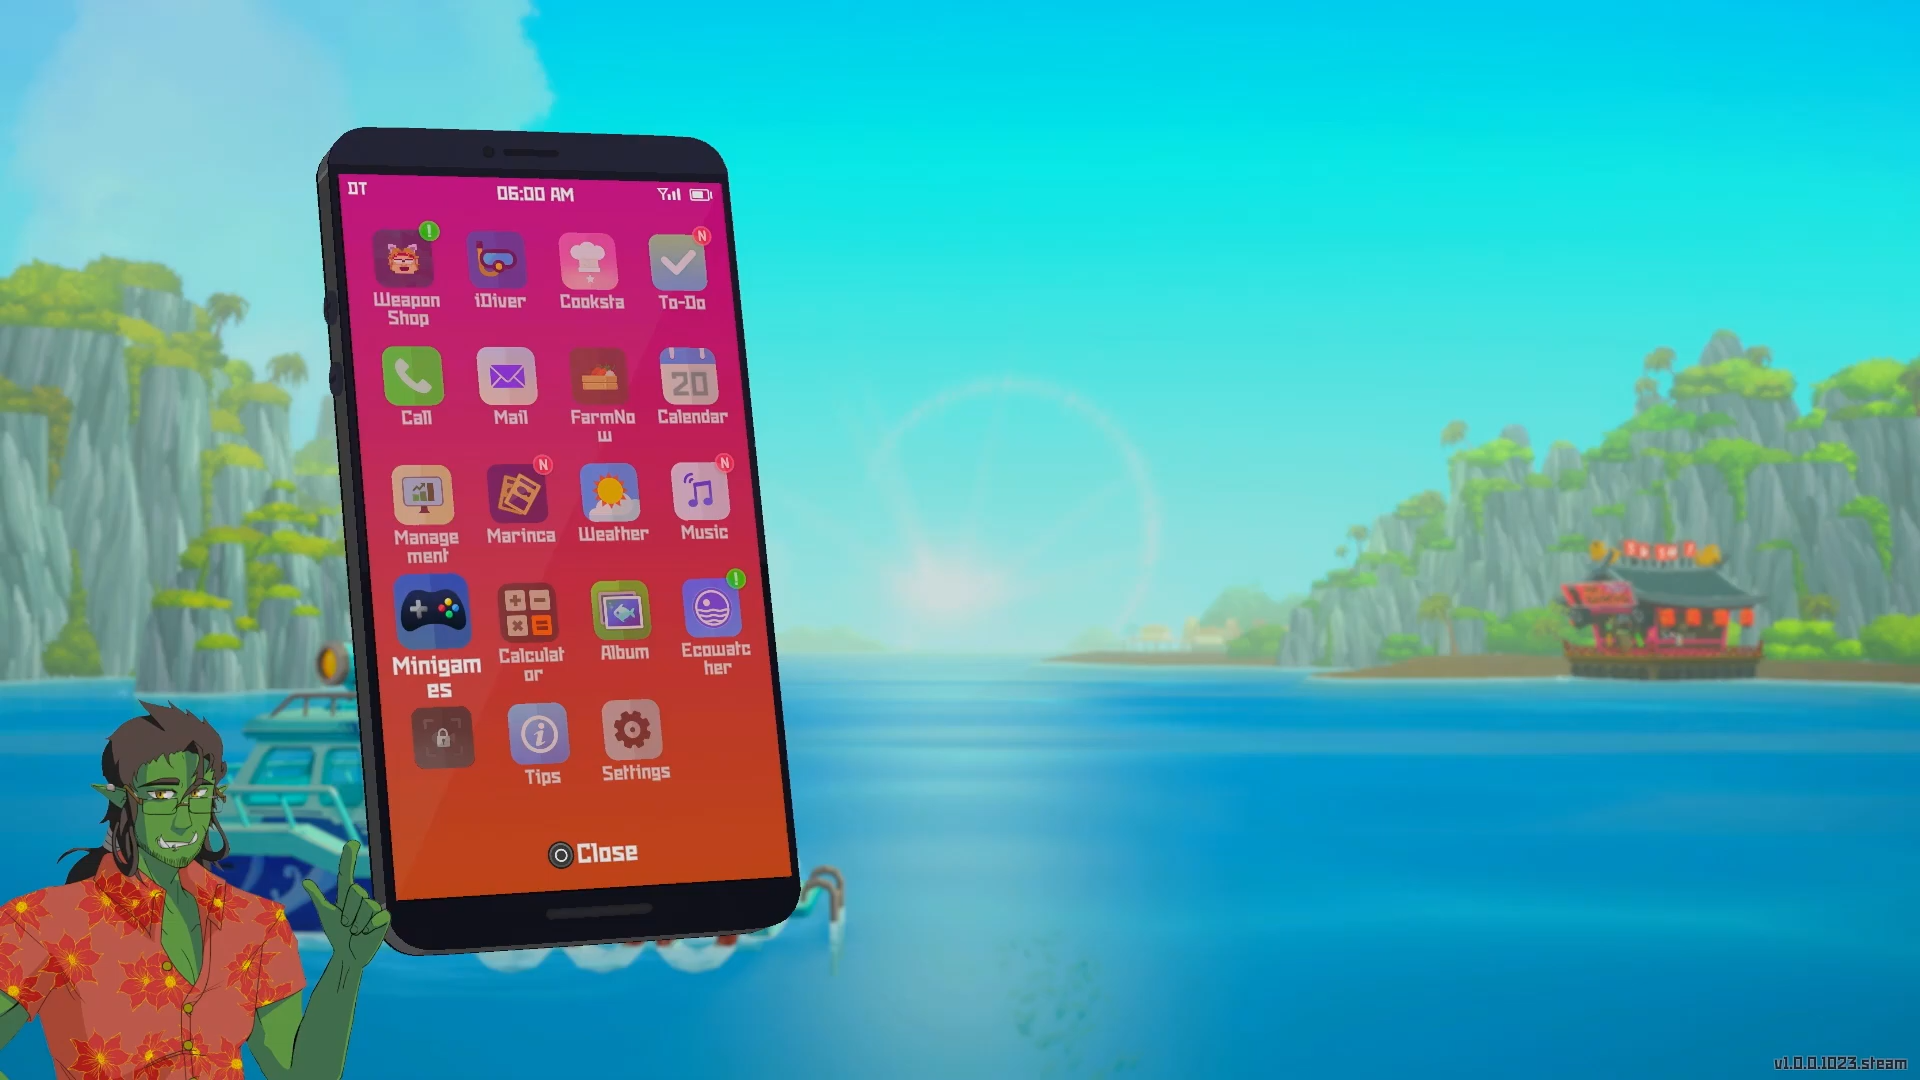 DT
06:00 AM
!
N
Weapon
Shop
iDiver
Cooksta
To-Do
Call
Mail
FarmNo
w
20
Calendar
N
N
Manage
ment
Marinca
Weather
Music
!
Minigam
es
Calculat
or
Album
Ecowatc
her
Tips
Settings
Close
v1.0.0.1023.steam